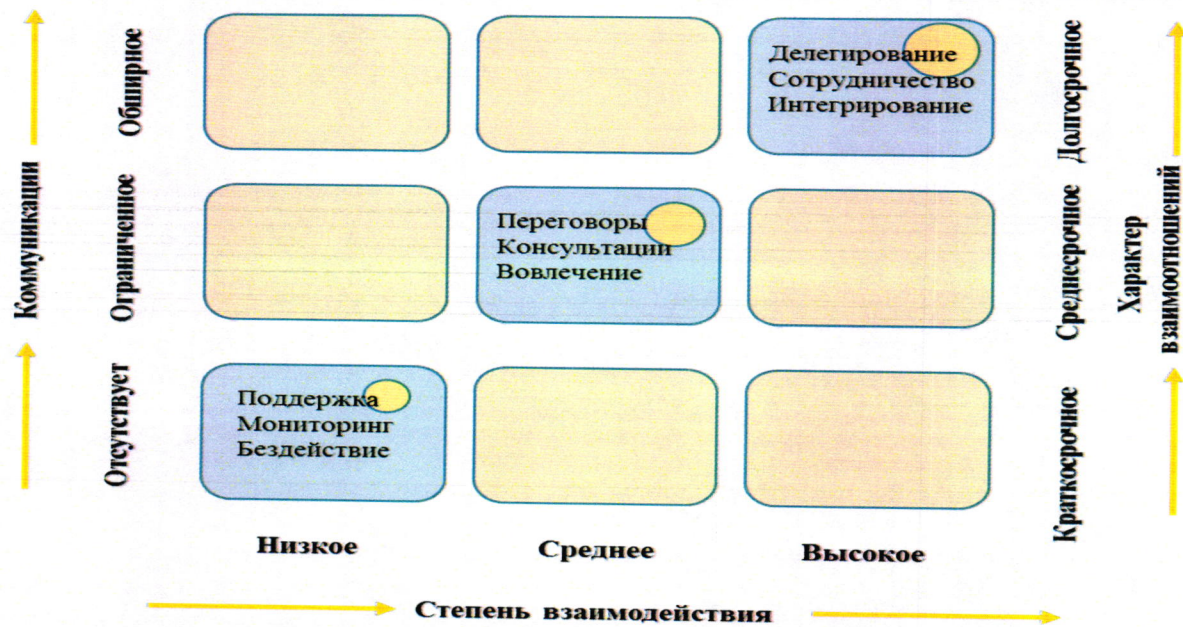 Коммуникации
Обширное
Ограниченное
Отсутствует
Делегирование
Сотрудничество
Интегрирование
Переговоры
Консультации
Вовлечение
Поддержка
Мониторинг
Бездействие
Долгосрочное
Среднесрочное
Краткосрочное
Характер
взаимоотношений
Низкое
Среднее
Высокое
Степень взаимодействия